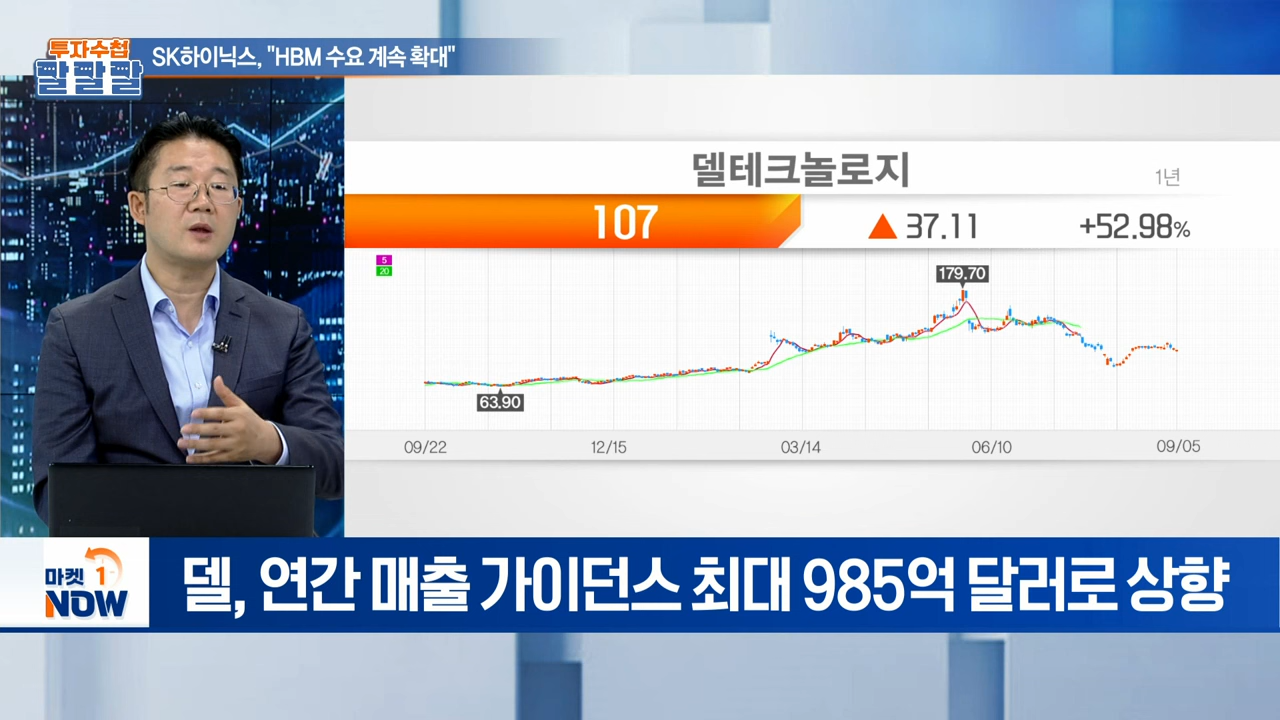 투자수첩
팔팔팔
SK하이닉스, "HBM 수요 계속 확대"
델테크놀로지
1년
107
▲ 37.11
+52.98%
5
20
179.70
63.90
09/22
12/15
03/14
06/10
09/05
마켓 1
NOW
델, 연간 매출 가이던스 최대 985억 달러로 상향